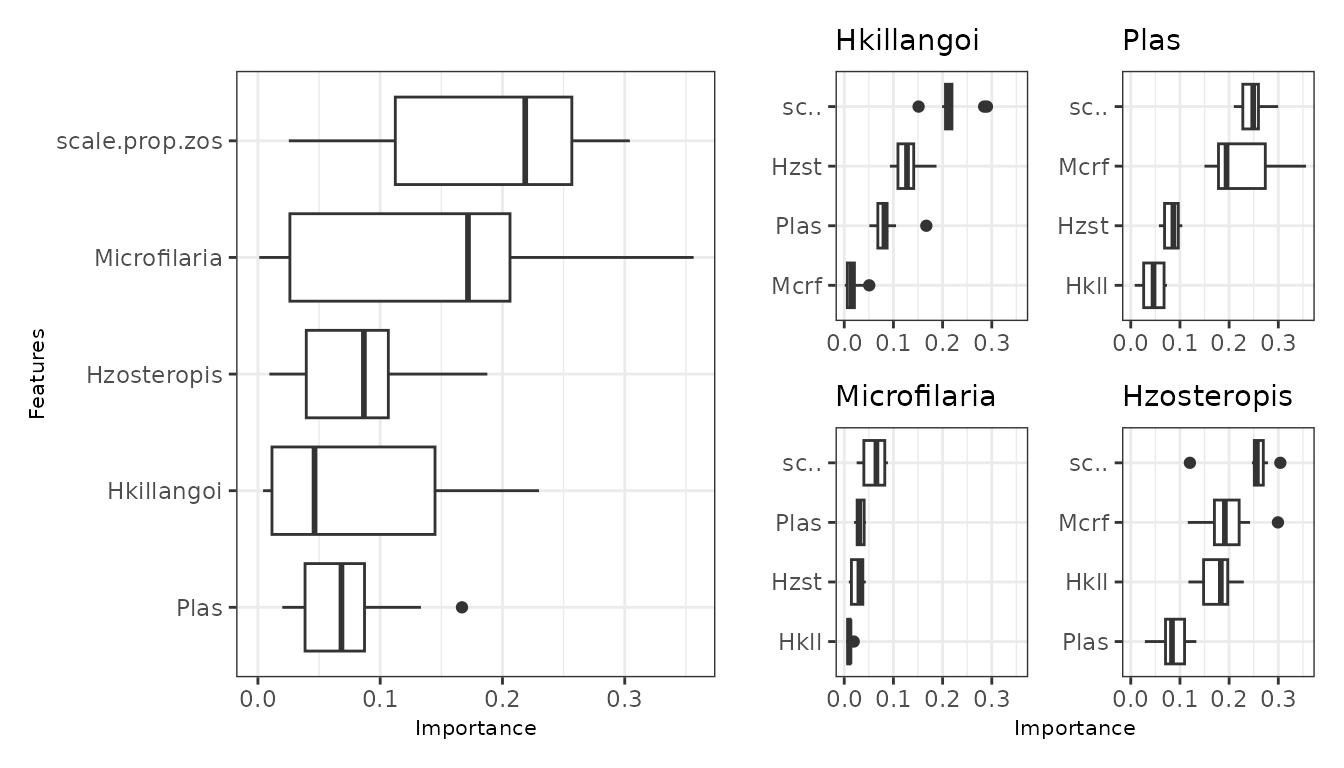 Features
scale.prop.zos
Microfilaria
Hzosteropis
Hkillangoi
Plas
0.0 0.1 0.2 0.3
Importance
Hkillangoi
sc..
Hzst
Plas
Mcrf
0.0 0.1 0.2 0.3
Plas
sc..
Mcrf
Hzst
Hkll
0.0 0.1 0.2 0.3
Microfilaria
sc..
Plas
Hzst
Hkll
0.0 0.1 0.2 0.3
Hzosteropis
sc..
Mcrf
Hkll
Plas
0.0 0.1 0.2 0.3
Importance